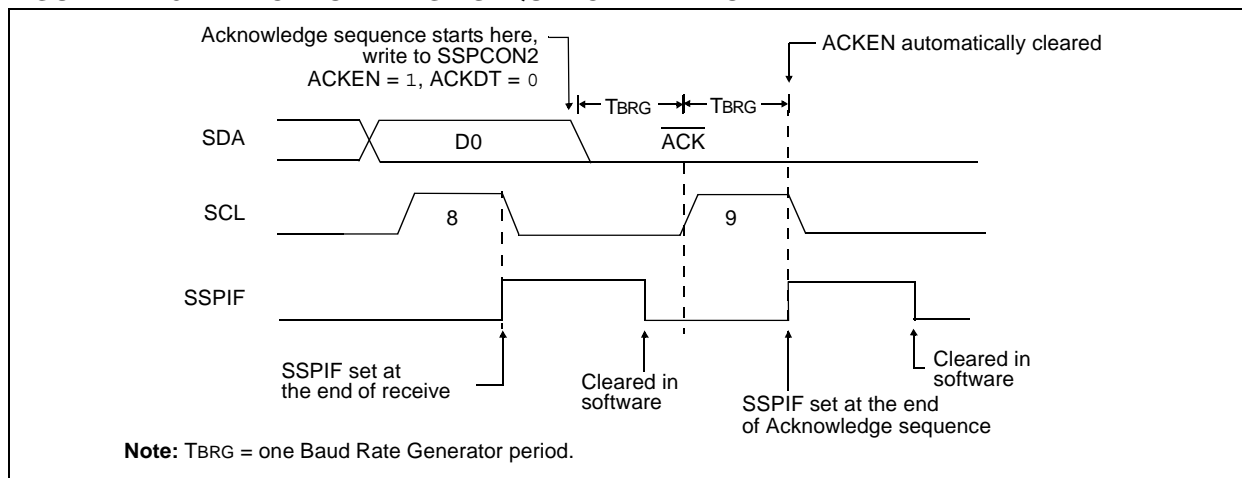 Acknowledge sequence starts here,
write to SSPCON2
ACKEN = 1, ACKDT = 0
ACKEN automatically cleared
TBRG
TBRG
SDA
D0
ACK
SCL
8
9
SSPIF
SSPIF set at
the end of receive
Cleared in
software
SSPIF set at the end
of Acknowledge sequence
Cleared in
software
Note: TBRG = one Baud Rate Generator period.